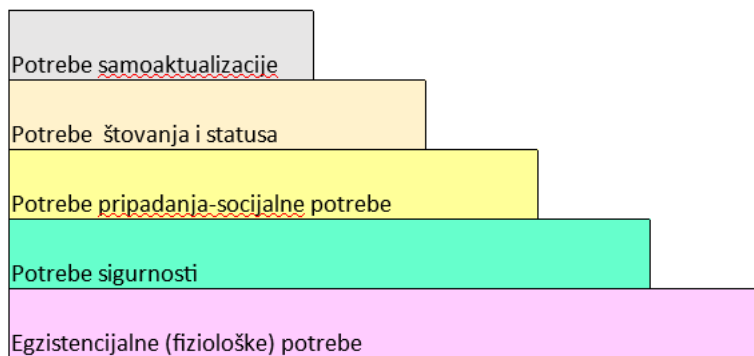 Potrebe samoaktualizacije
Potrebe  štovanja i statusa
Potrebe pripadanja-socijalne potrebe
Potrebe sigurnosti
Egzistencijalne (fiziološke) potrebe